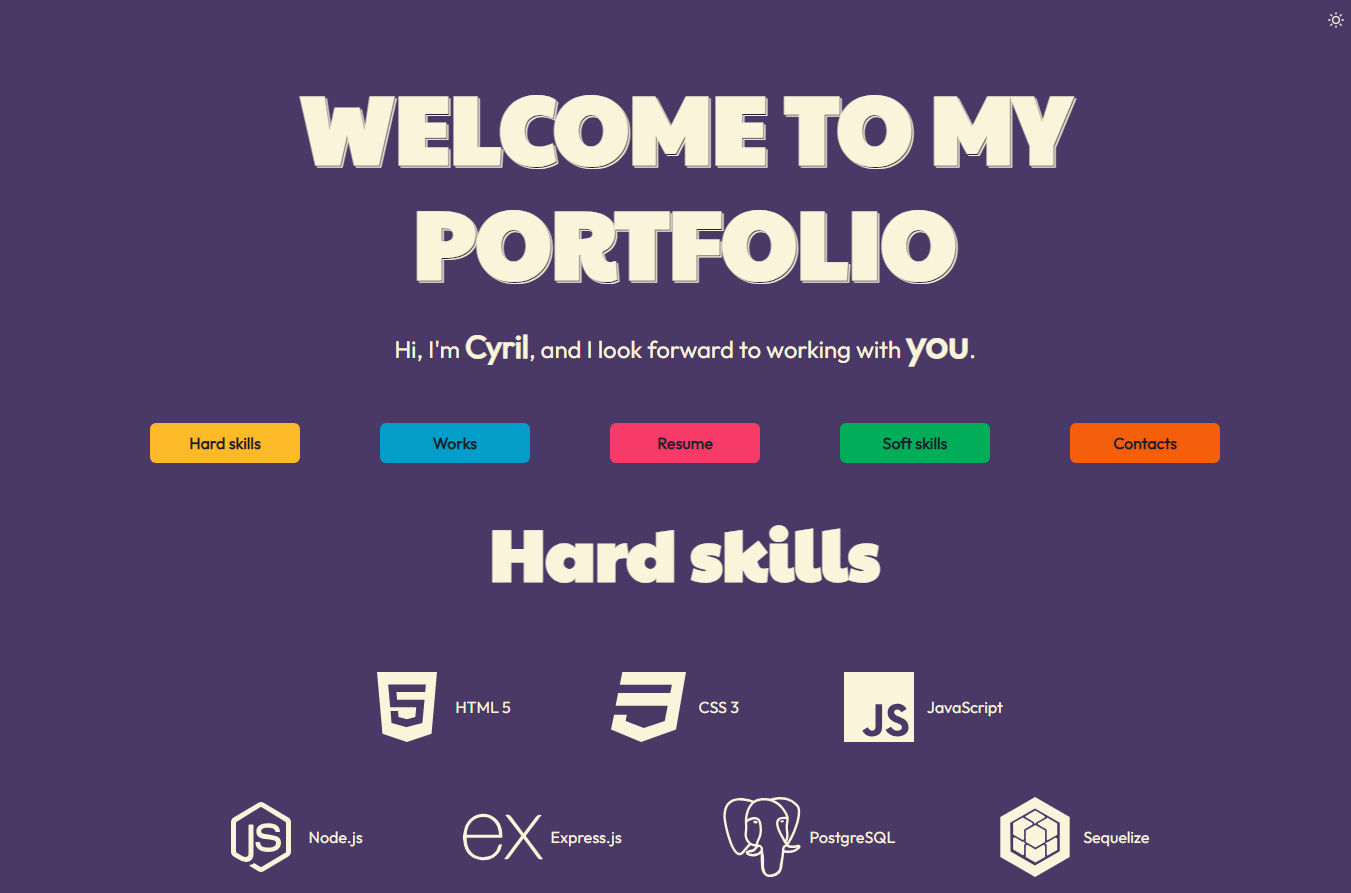 WELCOME TO MY
PORTFOLIO
Hi, I'm Cyril, and I look forward to working with you.
Hard skills
Works
Resume
Soft skills
Contacts
Hard skills
5
HTML 5
CSS 3
JS
JavaScript
JS
Node.js
ex
Express.js
PostgreSQL
Sequelize